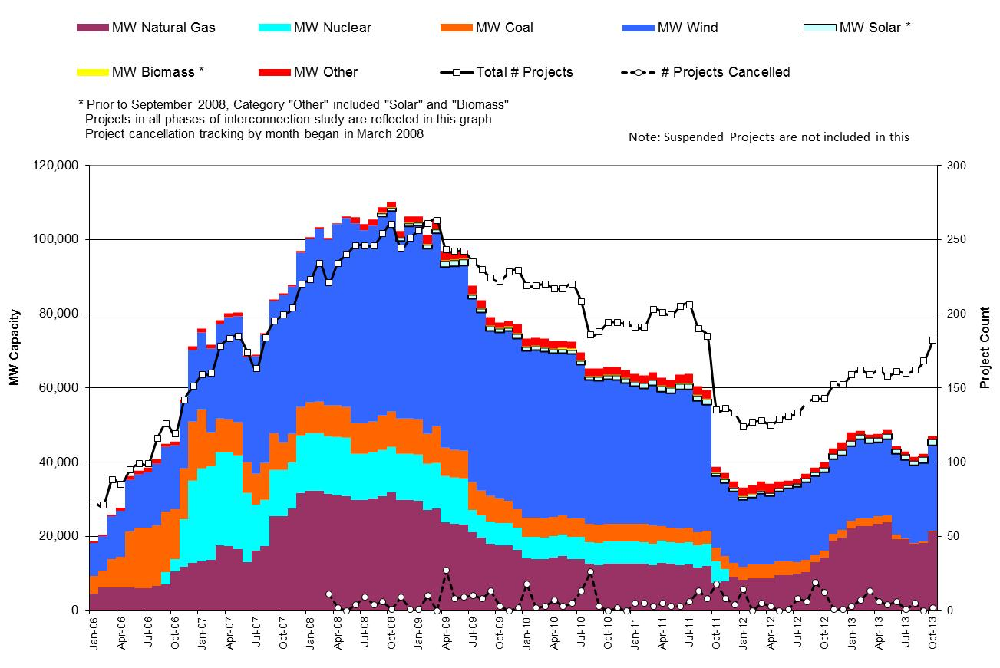 MW Natural Gas MW Nuclear MW Coal MW Wind MW Solar *
MW Biomass * MW Other Total # Projects # Projects Cancelled
* Prior to September 2008, Category "Other" included "Solar" and "Biomass"
Projects in all phases of interconnection study are reflected in this graph
Project cancellation tracking by month began in March 2008
Note: Suspended Projects are not included in this
120,000 300
100,000 250
80,000 200
60,000 150
40,000 100
20,000 50
0 0
MW Capacity
Project Count
Jan-06 Apr-06 Jul-06 Oct-06 Jan-07 Apr-07 Jul-07 Oct-07 Jan-08 Apr-08 Jul-08 Oct-08 Jan-09 Apr-09 Jul-09 Oct-09 Jan-10 Apr-10 Jul-10 Oct-10 Jan-11 Apr-11 Jul-11 Oct-11 Jan-12 Apr-12 Jul-12 Oct-12 Jan-13 Apr-13 Jul-13 Oct-13